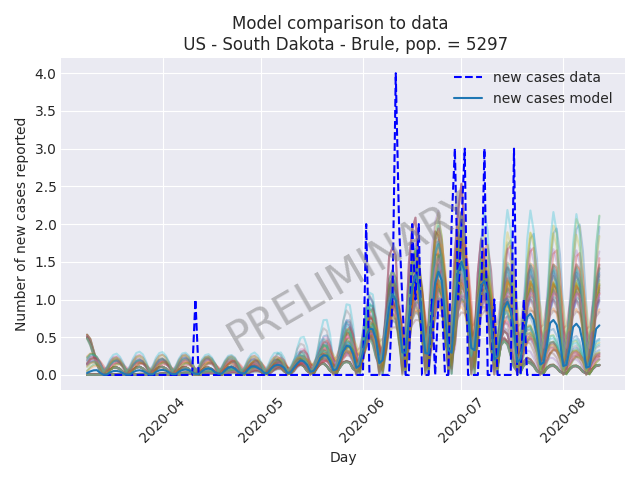 Model comparison to data
US - South Dakota - Brule, pop. = 5297
new cases data
new cases model
Number of new cases reported
4.0
3.5
3.0
2.5
2.0
1.5
1.0
0.5
0.0
PRELIMINARY
2020-04
2020-05
2020-06
2020-07
2020-08
Day